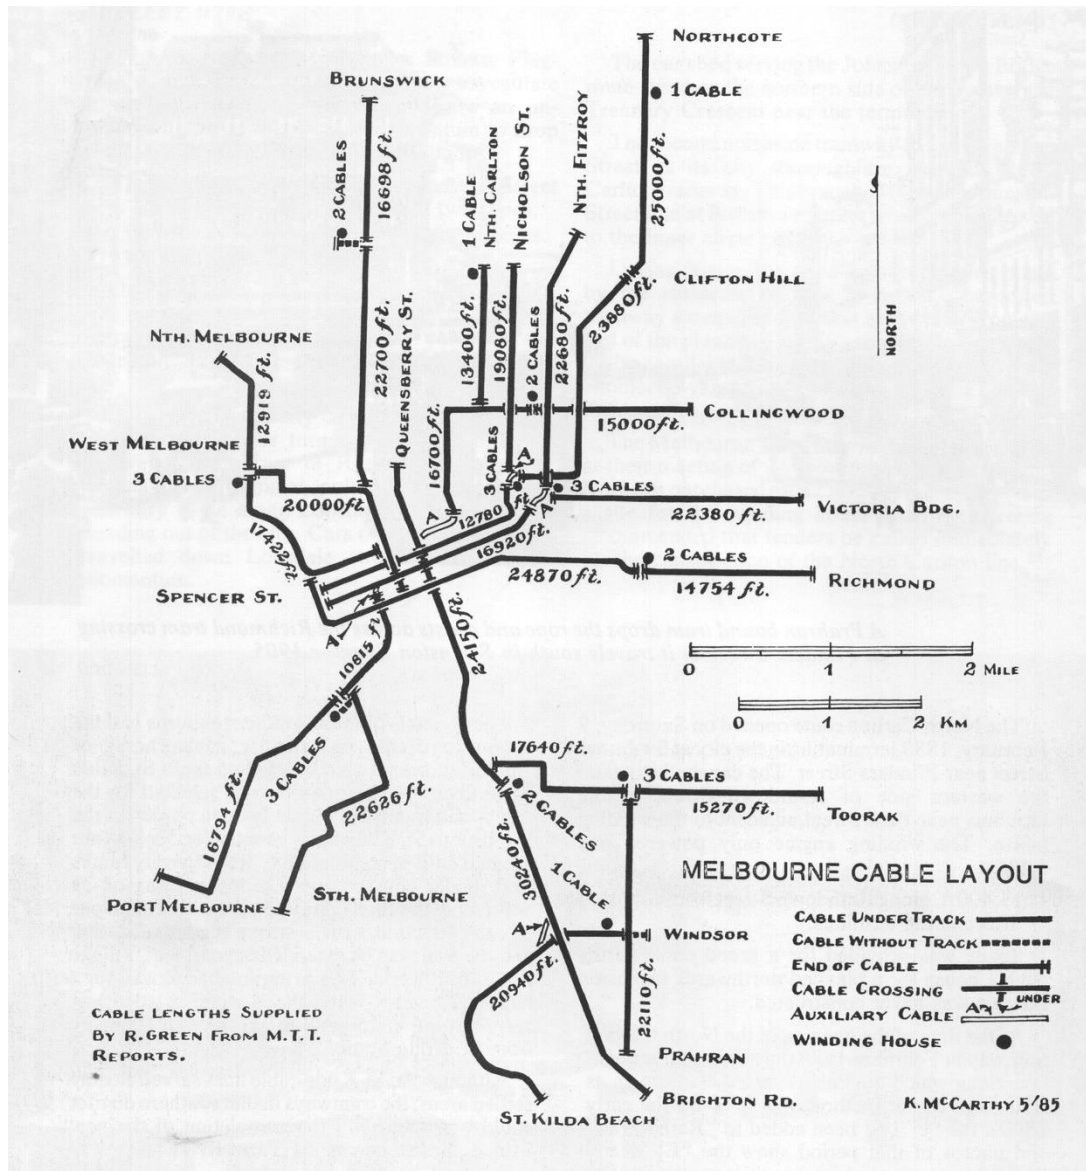 NORTHCOTE
1 CABLE
BRUNSWICK
2 CABLES
16698 ft.
1 CABLE
NTH. CARLTON
NICHOLSON ST.
NTH. FITZROY
25000 ft.
CLIFTON HILL
NORTH
NTH. MELBOURNE
12919 ft.
22700 ft.
QUEENSBERRY ST.
13400 ft.
19080 ft.
2 CABLES
22680 ft.
23880 ft.
COLLINGWOOD
15000 ft.
16700 ft.
WEST MELBOURNE
3 CABLES
20000 ft.
3 CABLES
A
3 CABLES
A
A
VICTORIA BDG.
22380 ft.
12780 ft.
16920 ft.
17422 ft.
2 CABLES
24870 ft.
14754 ft.
RICHMOND
SPENCER ST.
A
10815 ft.
24150 ft.
0 1 2 MILE
0 1 2 KM
3 CABLES
16794 ft.
22626 ft.
17640 ft.
3 CABLES
15270 ft.
TOORAK
2 CABLES
30240 ft.
1 CABLE
PORT MELBOURNE
STH. MELBOURNE
A
WINDSOR
20940 ft.
22110 ft.
PRAHRAN
BRIGHTON RD.
ST. KILDA BEACH
MELBOURNE CABLE LAYOUT
CABLE UNDER TRACK
CABLE WITHOUT TRACK
END OF CABLE
CABLE CROSSING
UNDER
AUXILIARY CABLE A
WINDING HOUSE
CABLE LENGTHS SUPPLIED
BY R. GREEN FROM M.T.T.
REPORTS.
K. McCARTHY 5/85